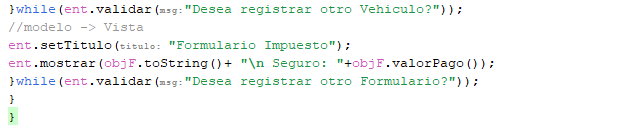 }while(ent.validar(msg:"Desea registrar otro Vehiculo?"));
//modelo -> Vista
ent.setTitulo(titulo: "Formulario Impuesto");
ent.mostrar(objF.toString()+ "\n Seguro: "+objF.valorPago());
}while(ent.validar(msg:"Desea registrar otro Formulario?"));
}
}